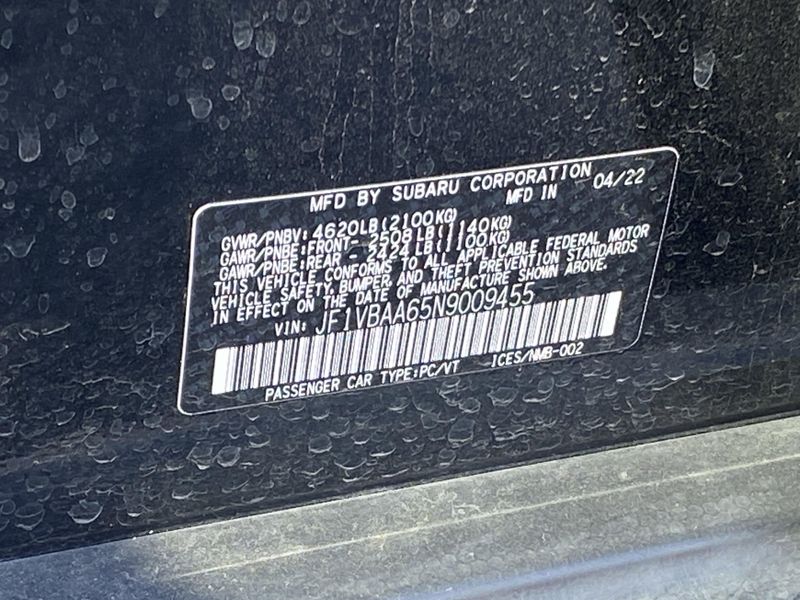 MFD BY SUBARU CORPORATION
MFD IN 04/22
GVWR/PNBV: 4620LB(2100KG)
GAWR/PNBE:FRONT- 2508LB(1140KG)
GAWR/PNBE:REAR - 2424LB(1100KG)
THIS VEHICLE CONFORMS TO ALL APPLICABLE FEDERAL MOTOR
VEHICLE SAFETY, BUMPER, AND THEFT PREVENTION STANDARDS
IN EFFECT ON THE DATE OF MANUFACTURE SHOWN ABOVE.
VIN: JF1VBAA65N9009455
PASSENGER CAR TYPE:PC/VT ICES/NMB-002